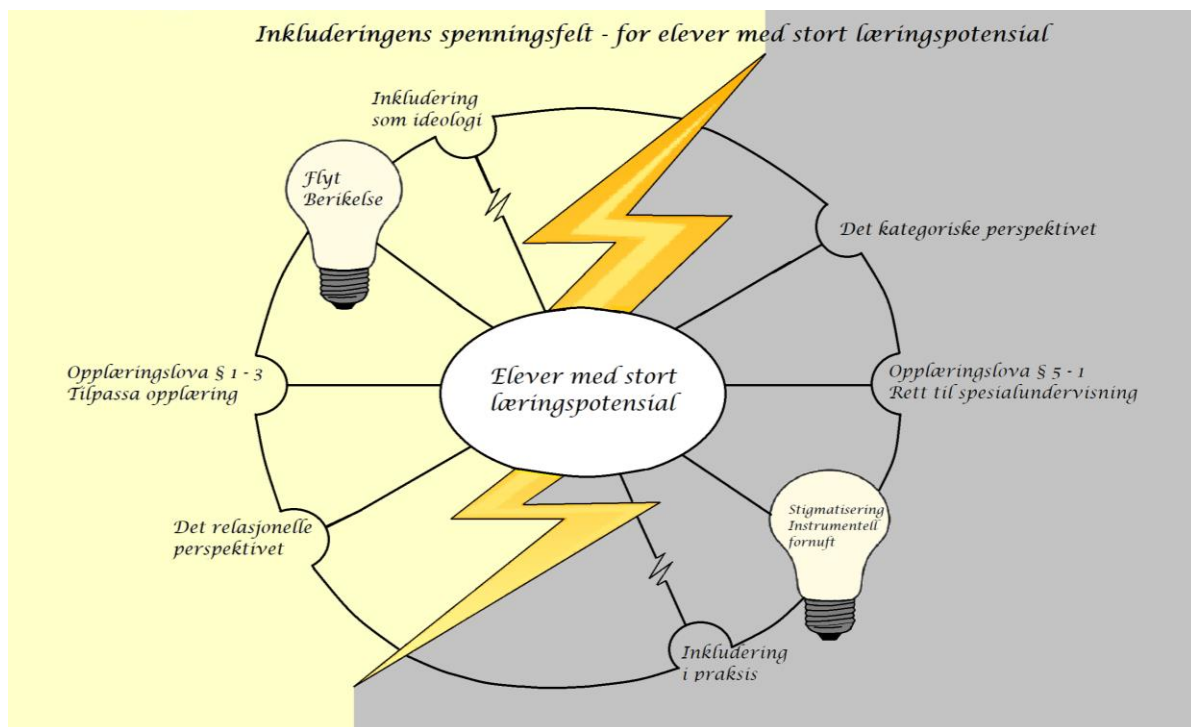 Inkluderingens spenningsfelt - for elever med stort læringspotensial
Inkludering
som ideologi
Flyt
Berikelse
Det kategoriske perspektivet
Opplæringslova § 1 - 3
Tilpassa opplæring
Elever med stort
læringspotensial
Opplæringslova § 5 - 1
Rett til spesialundervisning
Det relasjonelle
perspektivet
Stigmatisering
Instrumentell
fornuft
Inkludering
i praksis